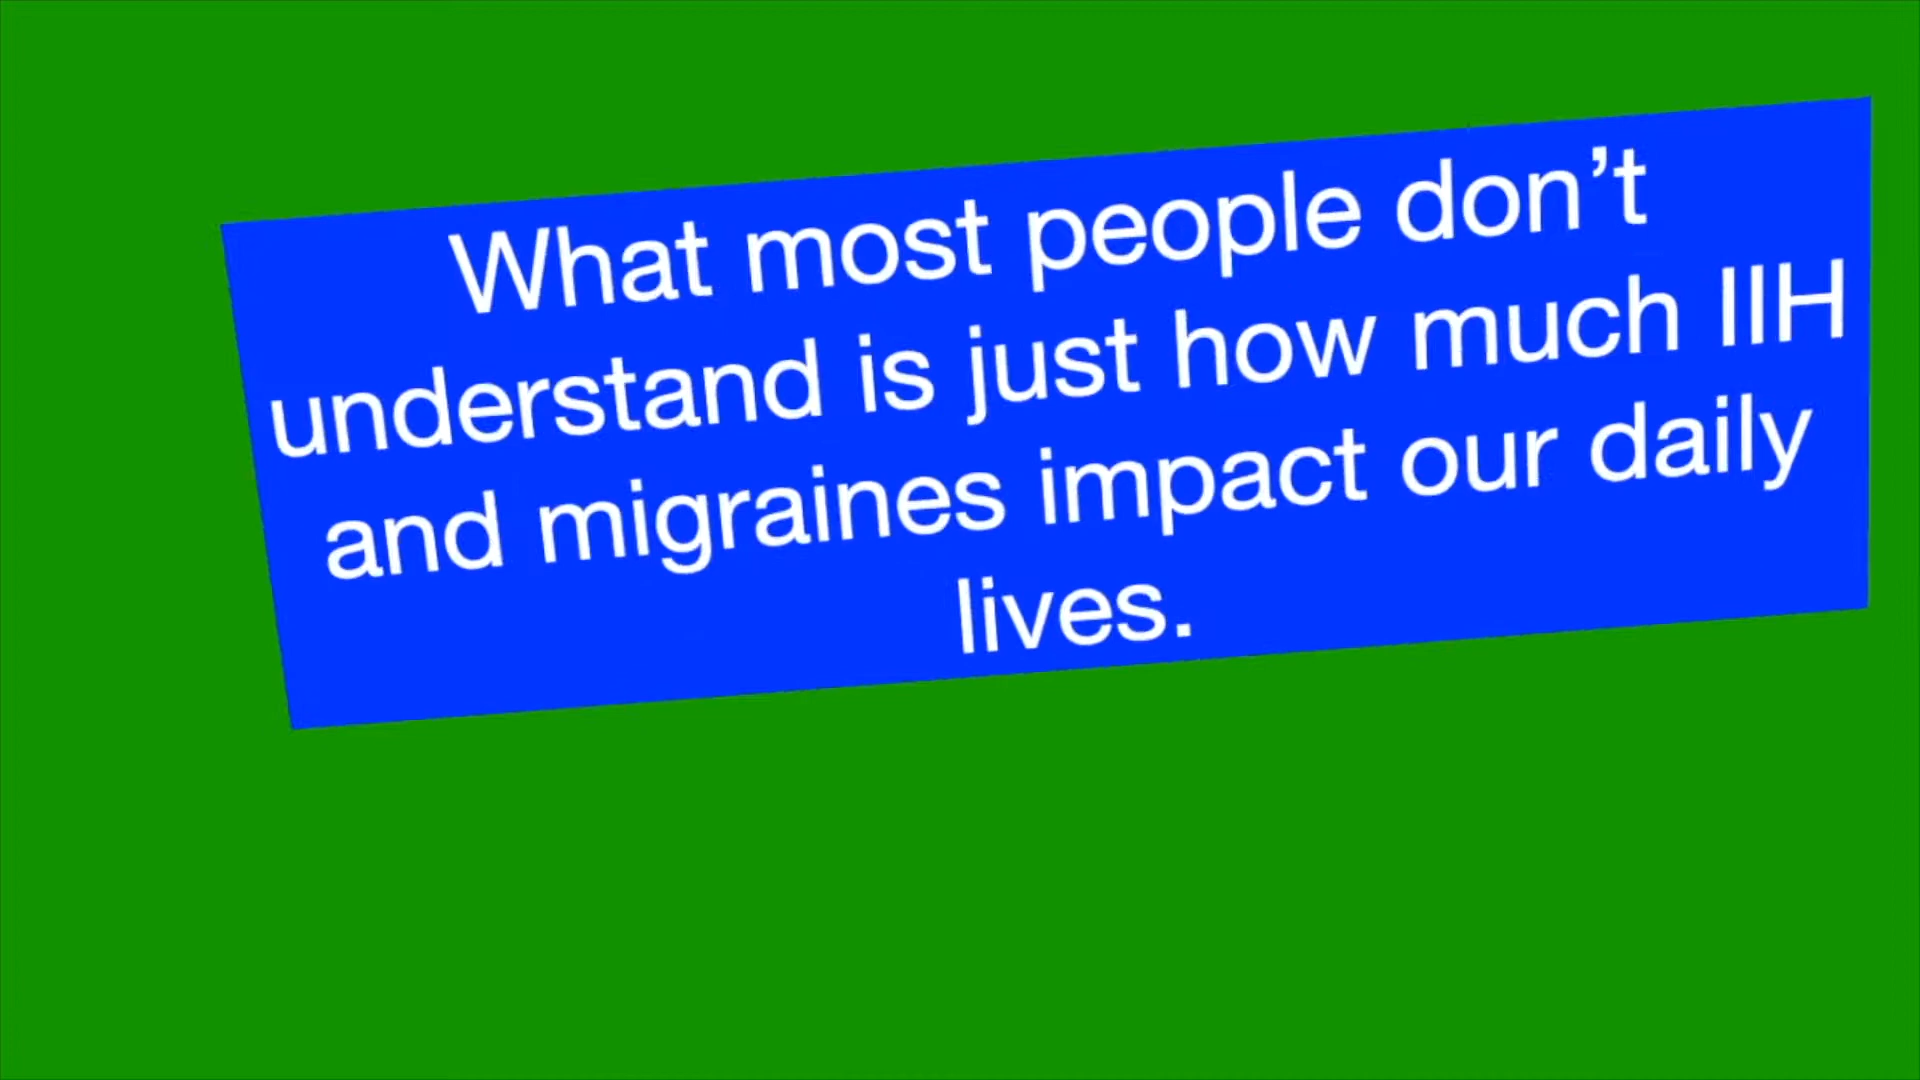 What most people don’t
understand is just how much IIH
and migraines impact our daily
lives.